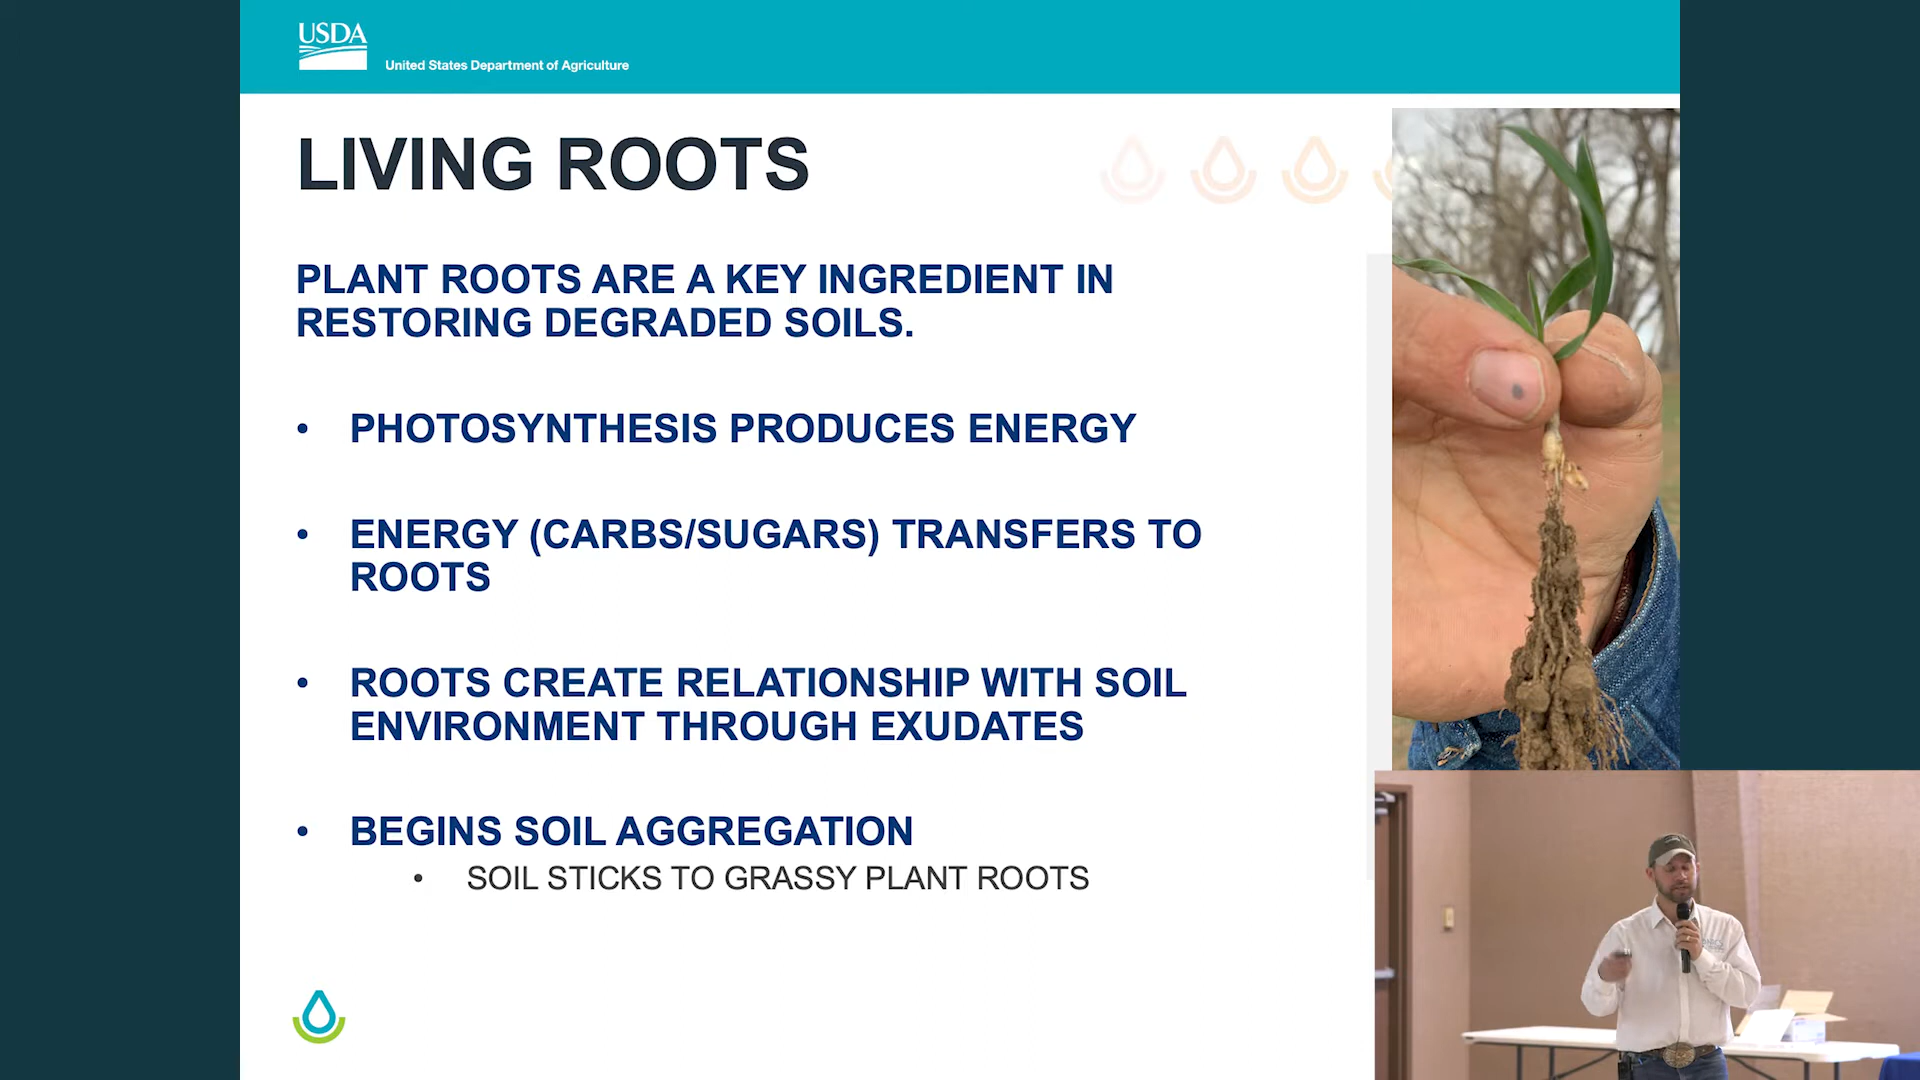 USDA
United States Department of Agriculture
LIVING ROOTS
PLANT ROOTS ARE A KEY INGREDIENT IN
RESTORING DEGRADED SOILS.
• PHOTOSYNTHESIS PRODUCES ENERGY
• ENERGY (CARBS/SUGARS) TRANSFERS TO
ROOTS
• ROOTS CREATE RELATIONSHIP WITH SOIL
ENVIRONMENT THROUGH EXUDATES
• BEGINS SOIL AGGREGATION
• SOIL STICKS TO GRASSY PLANT ROOTS